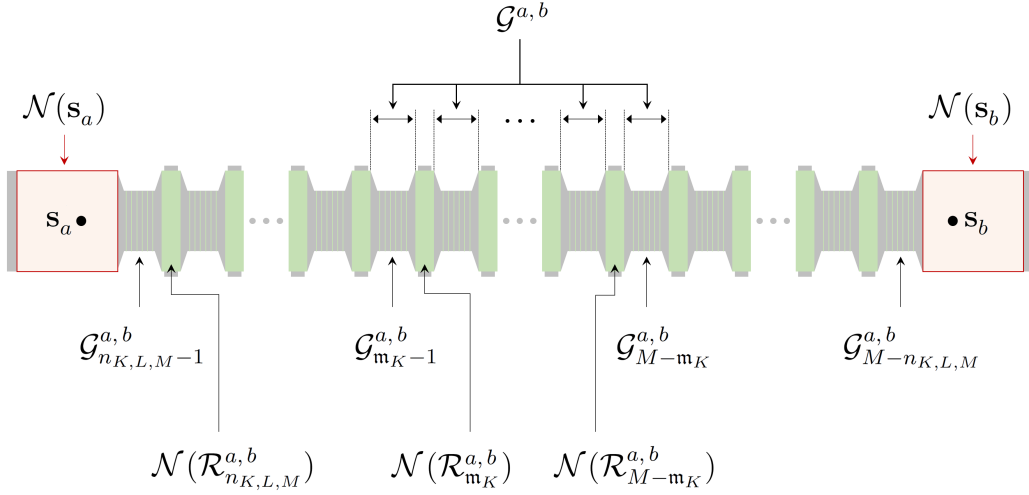 𝒢^{a,b}
𝒩(𝐬_a) 𝒩(𝐬_b)
...
𝐬_a 𝐬_b
𝒢^{a,b}_{n_{K,L,M}−1} 𝒢^{a,b}_{𝔪_K−1} 𝒢^{a,b}_{M−𝔪_K} 𝒢^{a,b}_{M−n_{K,L,M}}
𝒩(ℛ^{a,b}_{n_{K,L,M}}) 𝒩(ℛ^{a,b}_{𝔪_K}) 𝒩(ℛ^{a,b}_{M−𝔪_K})